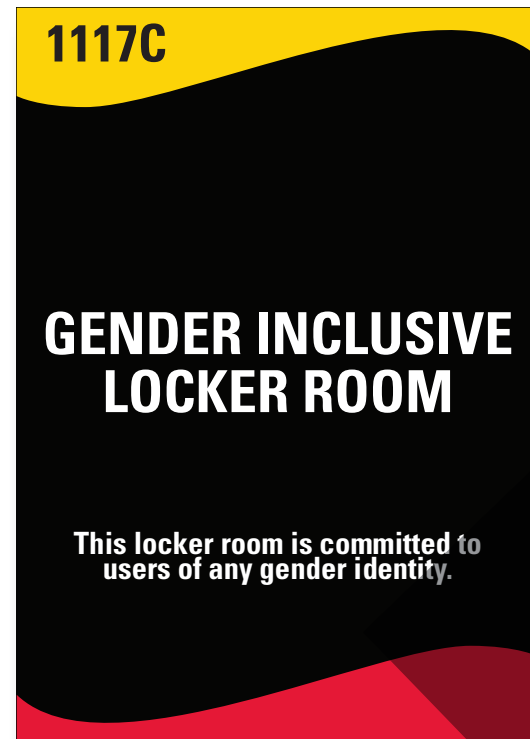 1117C
GENDER INCLUSIVE
LOCKER ROOM
This locker room is committed to
users of any gender identity.